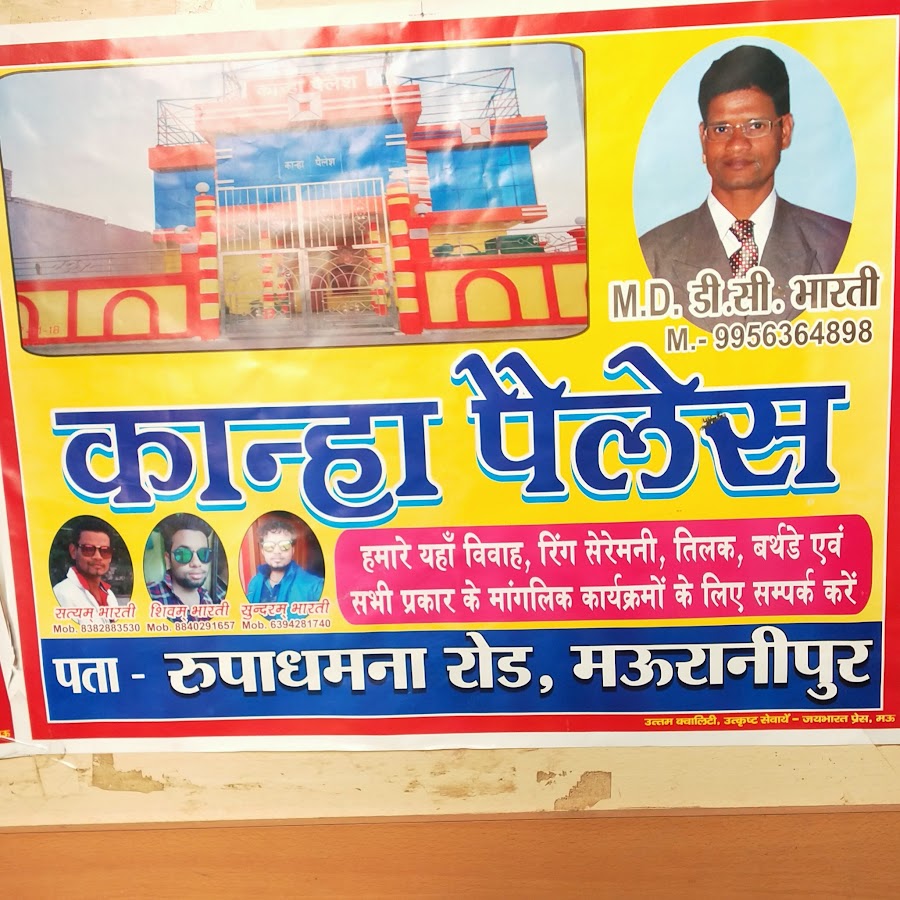 कान्हा पैलेश
कान्हा पैलेश
M.D. डी.सी. भारती
M.- 9956364898
कान्हा पैलेस
हमारे यहाँ विवाह, रिंग सेरेमनी, तिलक, बर्थडे एवं
सभी प्रकार के मांगलिक कार्यक्रमों के लिए सम्पर्क करें
सत्यम् भारती
Mob. 8382883530
शिवम् भारती
Mob. 8840291657
सुन्दरम् भारती
Mob. 6394281740
पता - रुपाधमना रोड, मऊरानीपुर
उत्तम क्वालिटी, उत्कृष्ट सेवायें - जयभारत प्रेस, मऊ